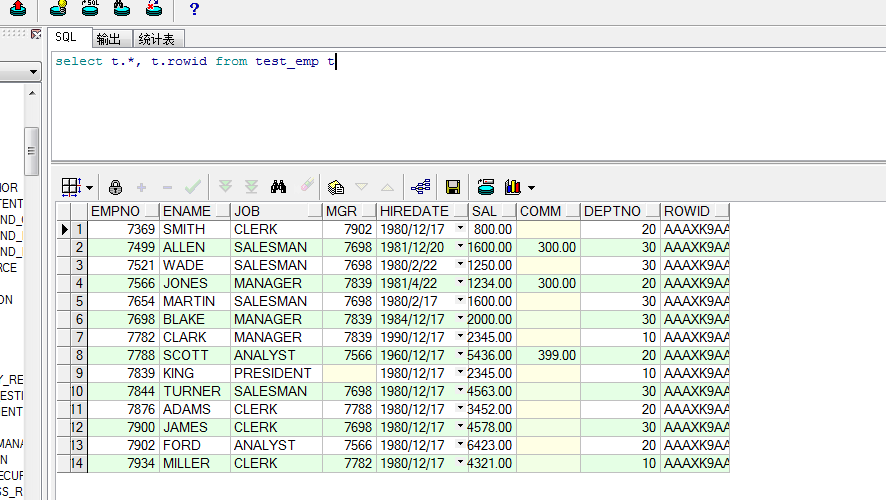 ?
SQL 输出 统计表
select t.*, t.rowid from test_emp t
EMPNO ENAME JOB MGR HIREDATE SAL COMM DEPTNO ROWID
1 7369 SMITH CLERK 7902 1980/12/17 800.00 20 AAAXK9AA
2 7499 ALLEN SALESMAN 7698 1981/12/20 1600.00 300.00 30 AAAXK9AA
3 7521 WADE SALESMAN 7698 1980/2/22 1250.00 30 AAAXK9AA
4 7566 JONES MANAGER 7839 1981/4/22 1234.00 300.00 20 AAAXK9AA
5 7654 MARTIN SALESMAN 7698 1980/2/17 1600.00 30 AAAXK9AA
6 7698 BLAKE MANAGER 7839 1984/12/17 2000.00 30 AAAXK9AA
7 7782 CLARK MANAGER 7839 1990/12/17 2345.00 10 AAAXK9AA
8 7788 SCOTT ANALYST 7566 1960/12/17 5436.00 399.00 20 AAAXK9AA
9 7839 KING PRESIDENT 1980/12/17 2345.00 10 AAAXK9AA
10 7844 TURNER SALESMAN 7698 1980/12/17 4563.00 30 AAAXK9AA
11 7876 ADAMS CLERK 7788 1980/12/17 3452.00 20 AAAXK9AA
12 7900 JAMES CLERK 7698 1980/12/17 4578.00 30 AAAXK9AA
13 7902 FORD ANALYST 7566 1980/12/17 6423.00 20 AAAXK9AA
14 7934 MILLER CLERK 7782 1980/12/17 4321.00 10 AAAXK9AA